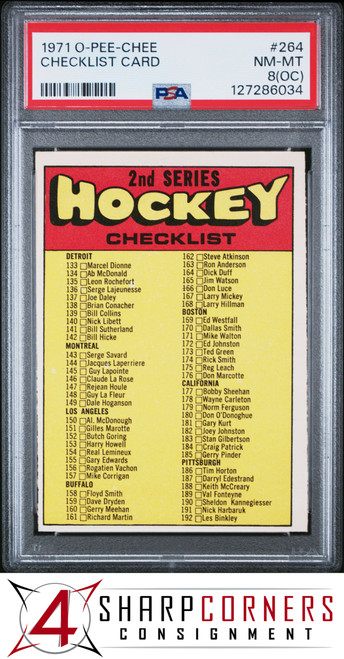 1971 O-PEE-CHEE #264
CHECKLIST CARD NM-MT
8(OC)
PSA 127286034
2nd SERIES
HOCKEY
CHECKLIST
DETROIT
133 Marcel Dionne
134 Ab McDonald
135 Leon Rochefort
136 Serge Lajeunesse
137 Joe Daley
138 Brian Conacher
139 Bill Collins
140 Nick Libett
141 Bill Sutherland
142 Bill Hicke
MONTREAL
143 Serge Savard
144 Jacques Laperriere
145 Guy Lapointe
146 Claude La Rose
147 Rejean Houle
148 Guy La Fleur
149 Dale Hoganson
LOS ANGELES
150 Al. McDonough
151 Gilles Marotte
152 Butch Goring
153 Harry Howell
154 Real Lemieux
155 Gary Edwards
156 Rogatien Vachon
157 Mike Corrigan
BUFFALO
158 Floyd Smith
159 Dave Dryden
160 Gerry Meehan
161 Richard Martin
162 Steve Atkinson
163 Ron Anderson
164 Dick Duff
165 Jim Watson
166 Don Luce
167 Larry Mickey
168 Larry Hillman
BOSTON
169 Ed Westfall
170 Dallas Smith
171 Mike Walton
172 Ed Johnston
173 Ted Green
174 Rick Smith
175 Reg Leach
176 Don Marcotte
CALIFORNIA
177 Bobby Sheehan
178 Wayne Carleton
179 Norm Ferguson
180 Don O'Donoghue
181 Gary Kurt
182 Joey Johnston
183 Stan Gilbertson
184 Craig Patrick
185 Gerry Pinder
PITTSBURGH
186 Tim Horton
187 Darryl Edestrand
188 Keith McCreary
189 Val Fonteyne
190 Sheldon Kannegiesser
191 Nick Harbaruk
192 Les Binkley
4 SHARPCORNERS
CONSIGNMENT